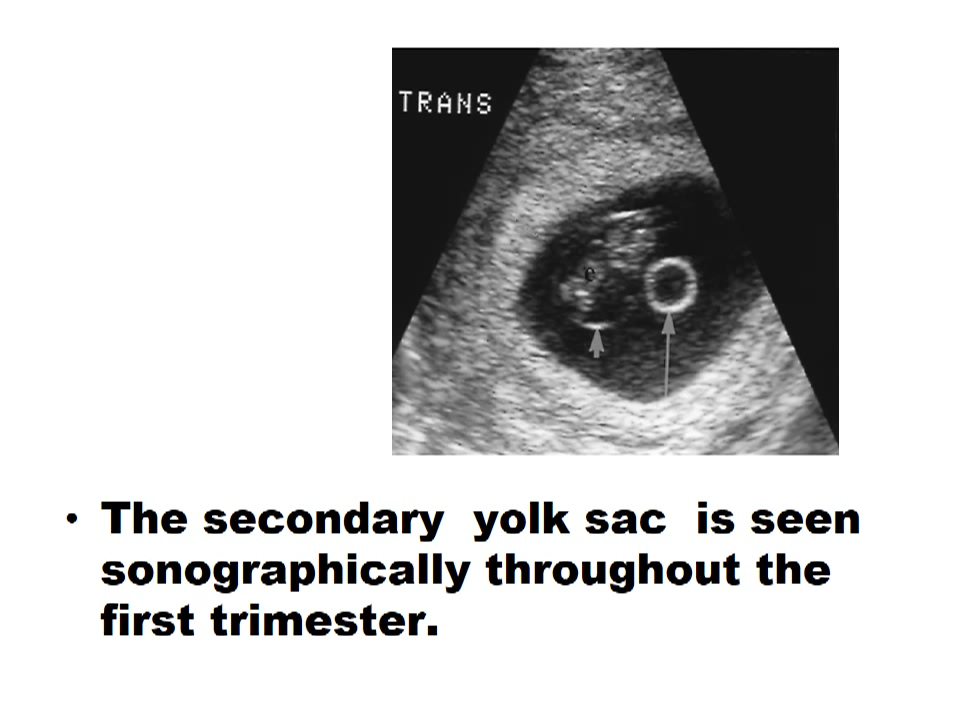 TRANS
e
• The secondary yolk sac is seen
sonographically throughout the
first trimester.